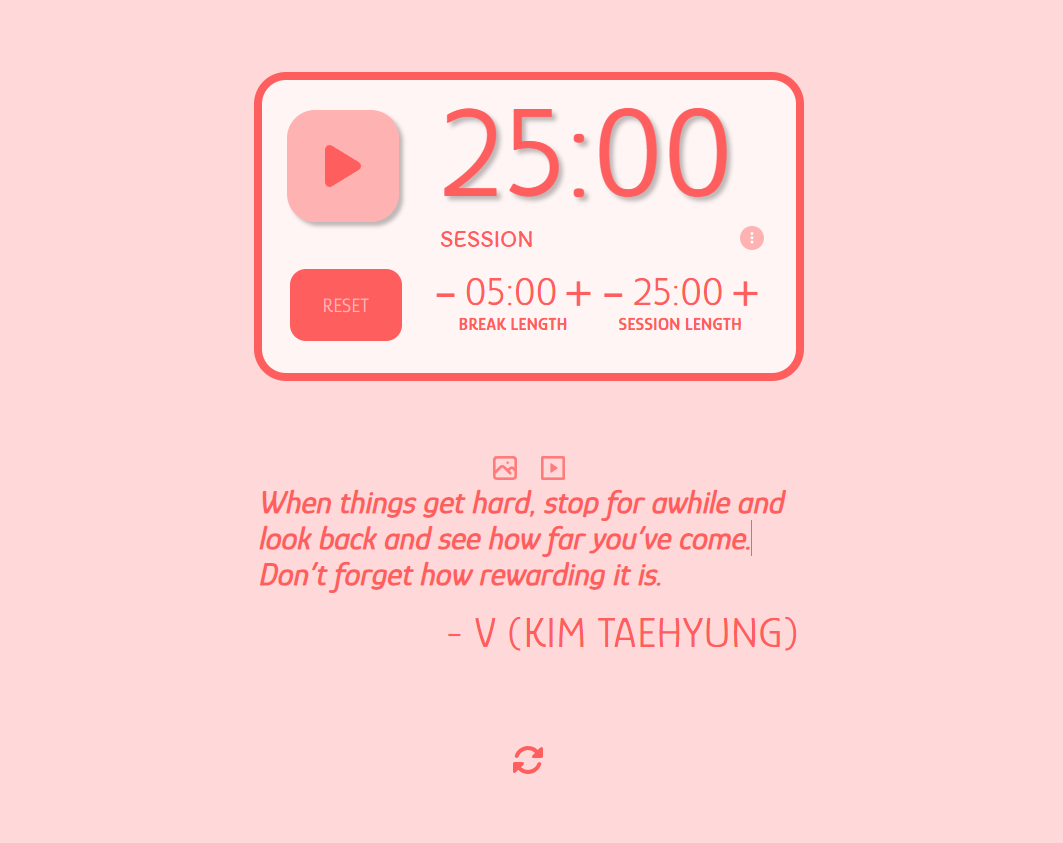 25:00
SESSION
RESET
– 05:00 + – 25:00 +
BREAK LENGTH SESSION LENGTH
When things get hard, stop for awhile and
look back and see how far you've come.
Don't forget how rewarding it is.
- V (KIM TAEHYUNG)